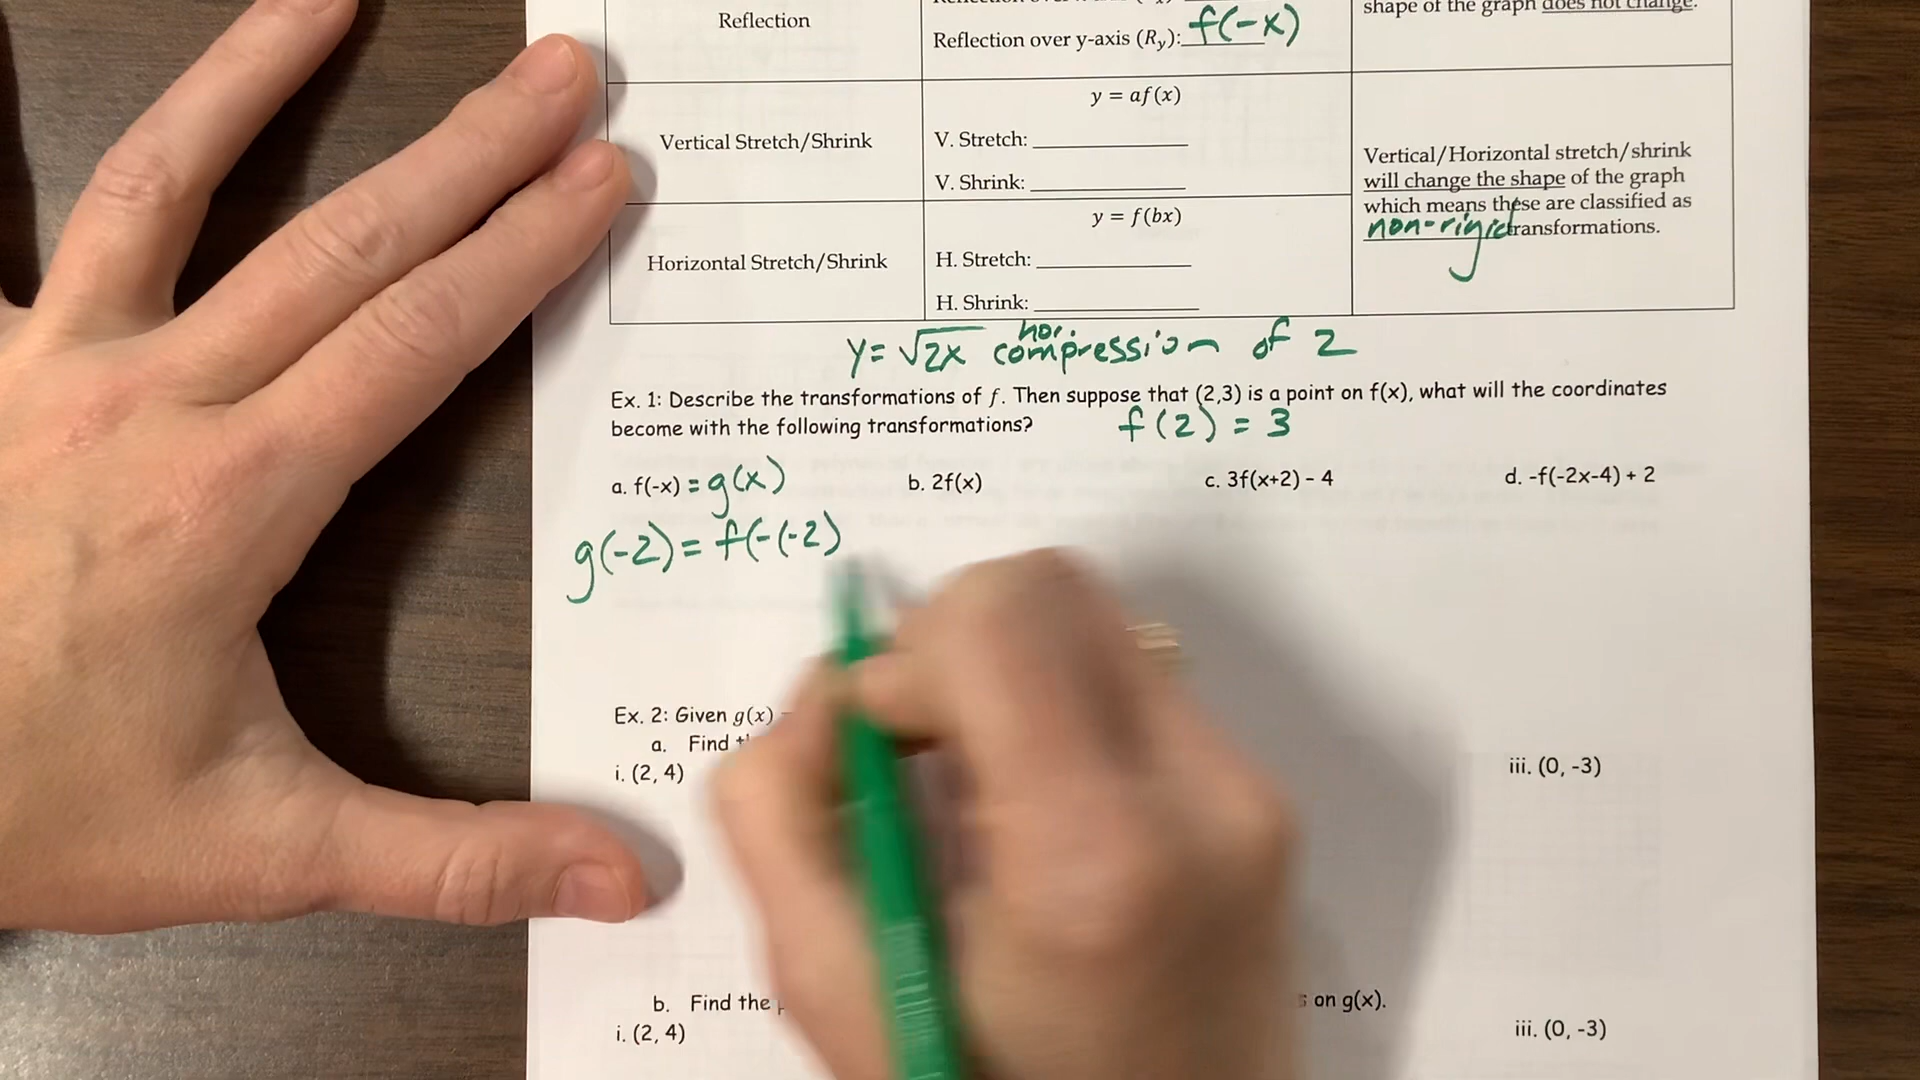 shape of the graph does not change.
Reflection
Reflection over y-axis (Ry): f(-x)
y = af(x)
Vertical Stretch/Shrink
V. Stretch:
V. Shrink:
Vertical/Horizontal stretch/shrink
will change the shape of the graph
which means these are classified as
non-rigid transformations.
y = f(bx)
Horizontal Stretch/Shrink
H. Stretch:
H. Shrink:
y = √2x hor. compression of 2
Ex. 1: Describe the transformations of f. Then suppose that (2,3) is a point on f(x), what will the coordinates
become with the following transformations? f(2) = 3
a. f(-x) = g(x) b. 2f(x) c. 3f(x+2) - 4 d. -f(-2x-4) + 2
g(-2) = f(-(-2)
Ex. 2: Given g(x)
a. Find
i. (2, 4) iii. (0, -3)
b. Find the on g(x).
i. (2, 4) iii. (0, -3)